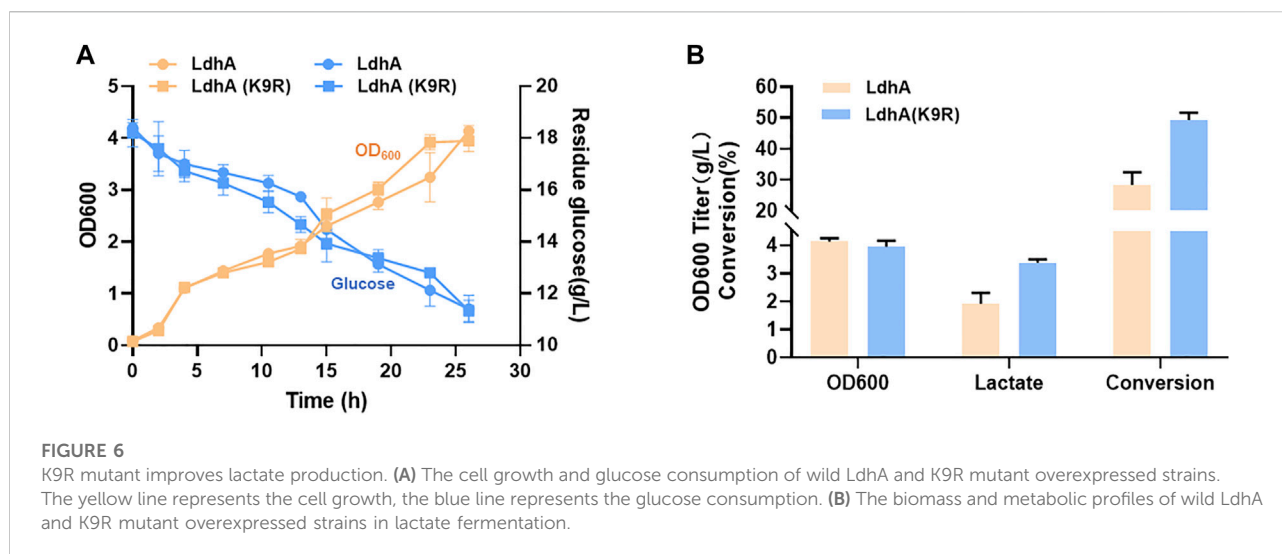 A
LdhA
LdhA
LdhA (K9R)
LdhA (K9R)
5
4
3
2
1
0
OD600
OD₆₀₀
Glucose
20
18
16
14
12
10
Residue glucose(g/L)
0
5
10
15
20
25
30
Time (h)
B
LdhA
LdhA(K9R)
60
50
40
30
20
4
3
2
1
0
OD600 Titer (g/L)
Conversion(%)
OD600
Lactate
Conversion
FIGURE 6
K9R mutant improves lactate production. (A) The cell growth and glucose consumption of wild LdhA and K9R mutant overexpressed strains.
The yellow line represents the cell growth, the blue line represents the glucose consumption. (B) The biomass and metabolic profiles of wild LdhA
and K9R mutant overexpressed strains in lactate fermentation.